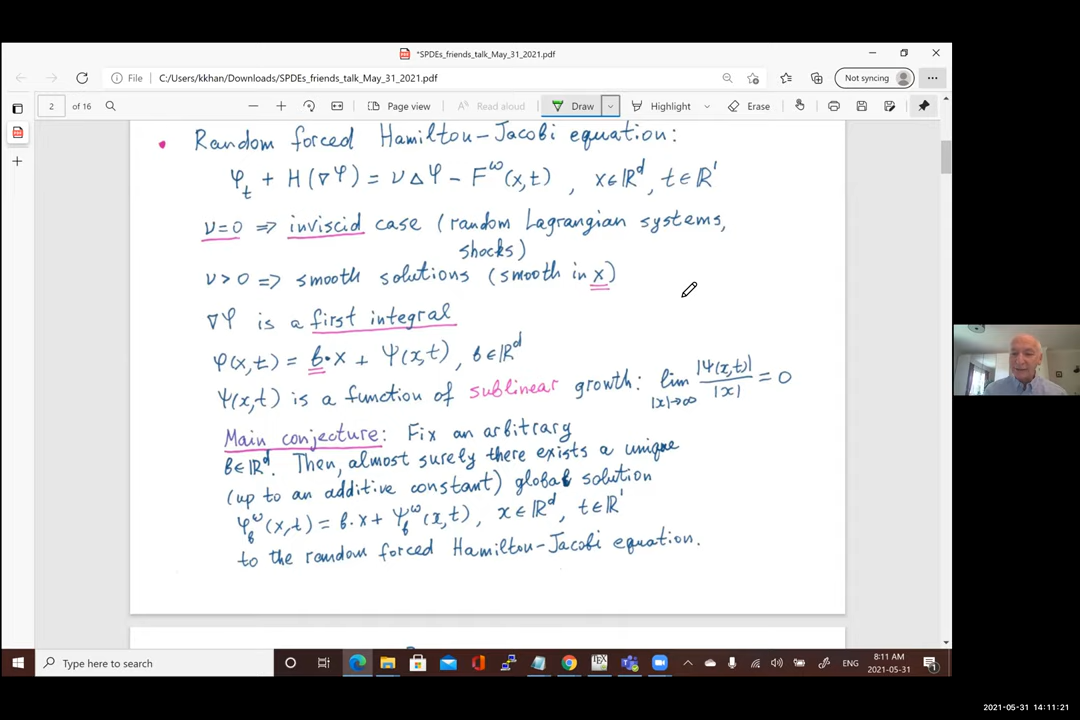 *SPDEs_friends_talk_May_31_2021.pdf
File C:/Users/kkhan/Downloads/SPDEs_friends_talk_May_31_2021.pdf Not syncing
2 of 16 Page view Read aloud Draw Highlight Erase
• Random forced Hamilton-Jacobi equation:
φ_t + H(∇φ) = ν Δφ − F^ω(x,t) , x∈ℝ^d, t∈ℝ^1
ν=0 ⇒ inviscid case (random Lagrangian systems,
shocks)
ν>0 ⇒ smooth solutions (smooth in x)
∇φ is a first integral
φ(x,t) = b·x + ψ(x,t), b∈ℝ^d
ψ(x,t) is a function of sublinear growth: lim_{|x|→∞} |ψ(x,t)|/|x| = 0
Main conjecture: Fix an arbitrary
b∈ℝ^d. Then, almost surely there exists a unique
(up to an additive constant) global solution
φ_b^ω(x,t) = b·x + ψ_b^ω(x,t), x∈ℝ^d, t∈ℝ^1
to the random forced Hamilton-Jacobi equation.
Type here to search
ENG
8:11 AM
2021-05-31
2021-05-31 14:11:21